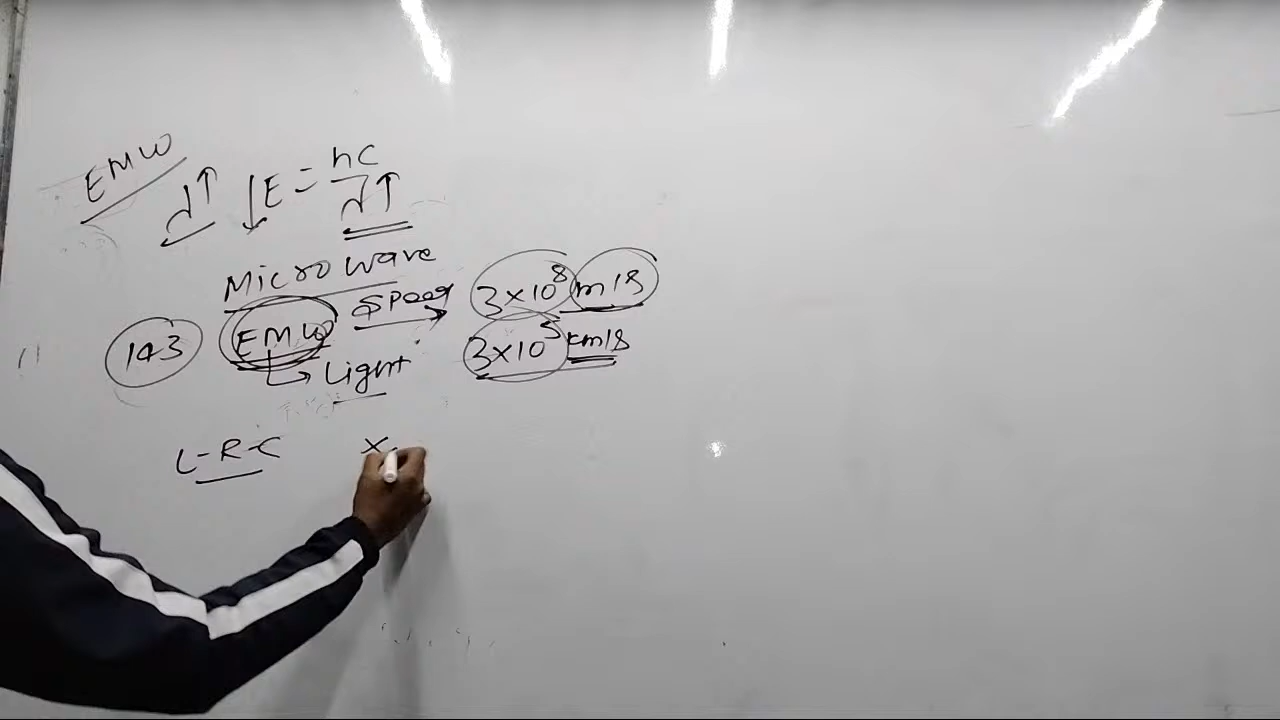 EMW
λ↑ ↓E = hc/λ↑
Microwave
143 EMW speed → 3×10⁸ m/s
3×10⁵ km/s
↳ Light
L-R-C X